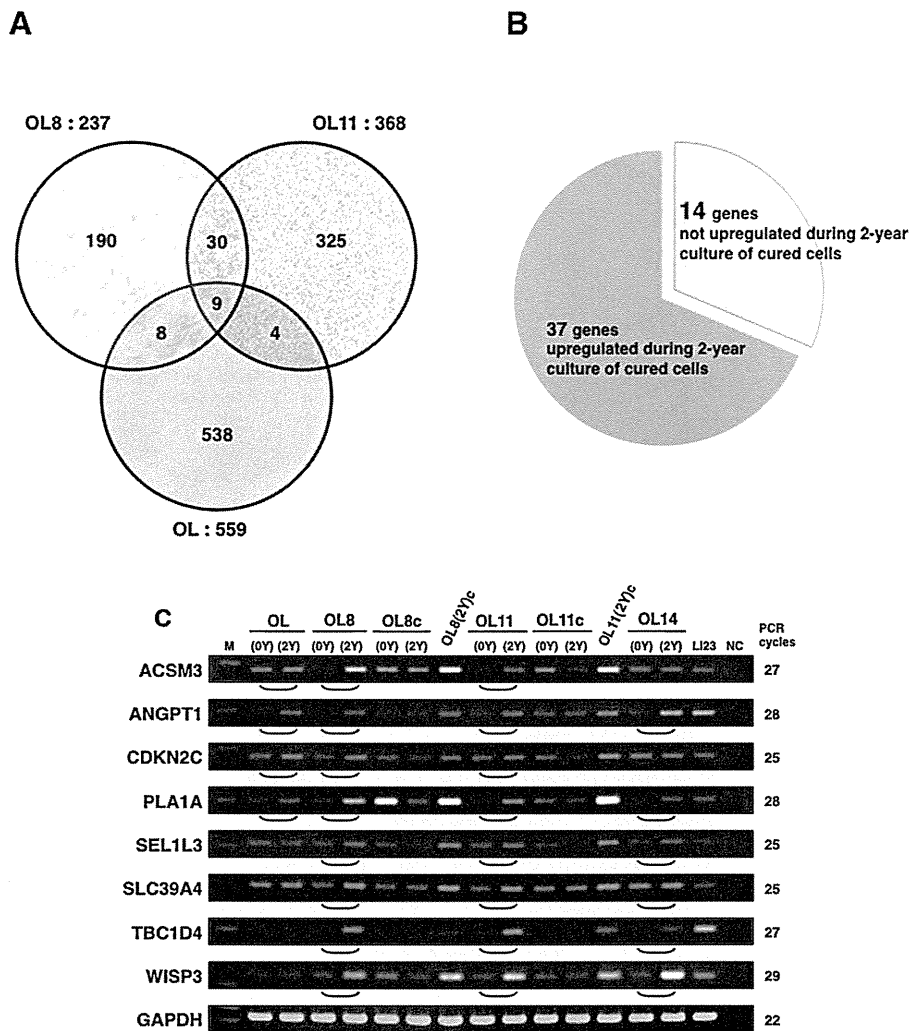 A
B
OL8 : 237
OL11 : 368
190
30
325
9
8
4
538
OL : 559
14 genes
not upregulated during 2-year
culture of cured cells
37 genes
upregulated during 2-year
culture of cured cells
C
OL OL8 OL8c OL8(2Y)c OL11 OL11c OL11(2Y)c OL14 PCR cycles
M (0Y) (2Y) (0Y) (2Y) (0Y) (2Y) (0Y) (2Y) (0Y) (2Y) (0Y) (2Y) LI23 NC
ACSM3 27
ANGPT1 28
CDKN2C 25
PLA1A 28
SEL1L3 25
SLC39A4 25
TBC1D4 27
WISP3 29
GAPDH 22